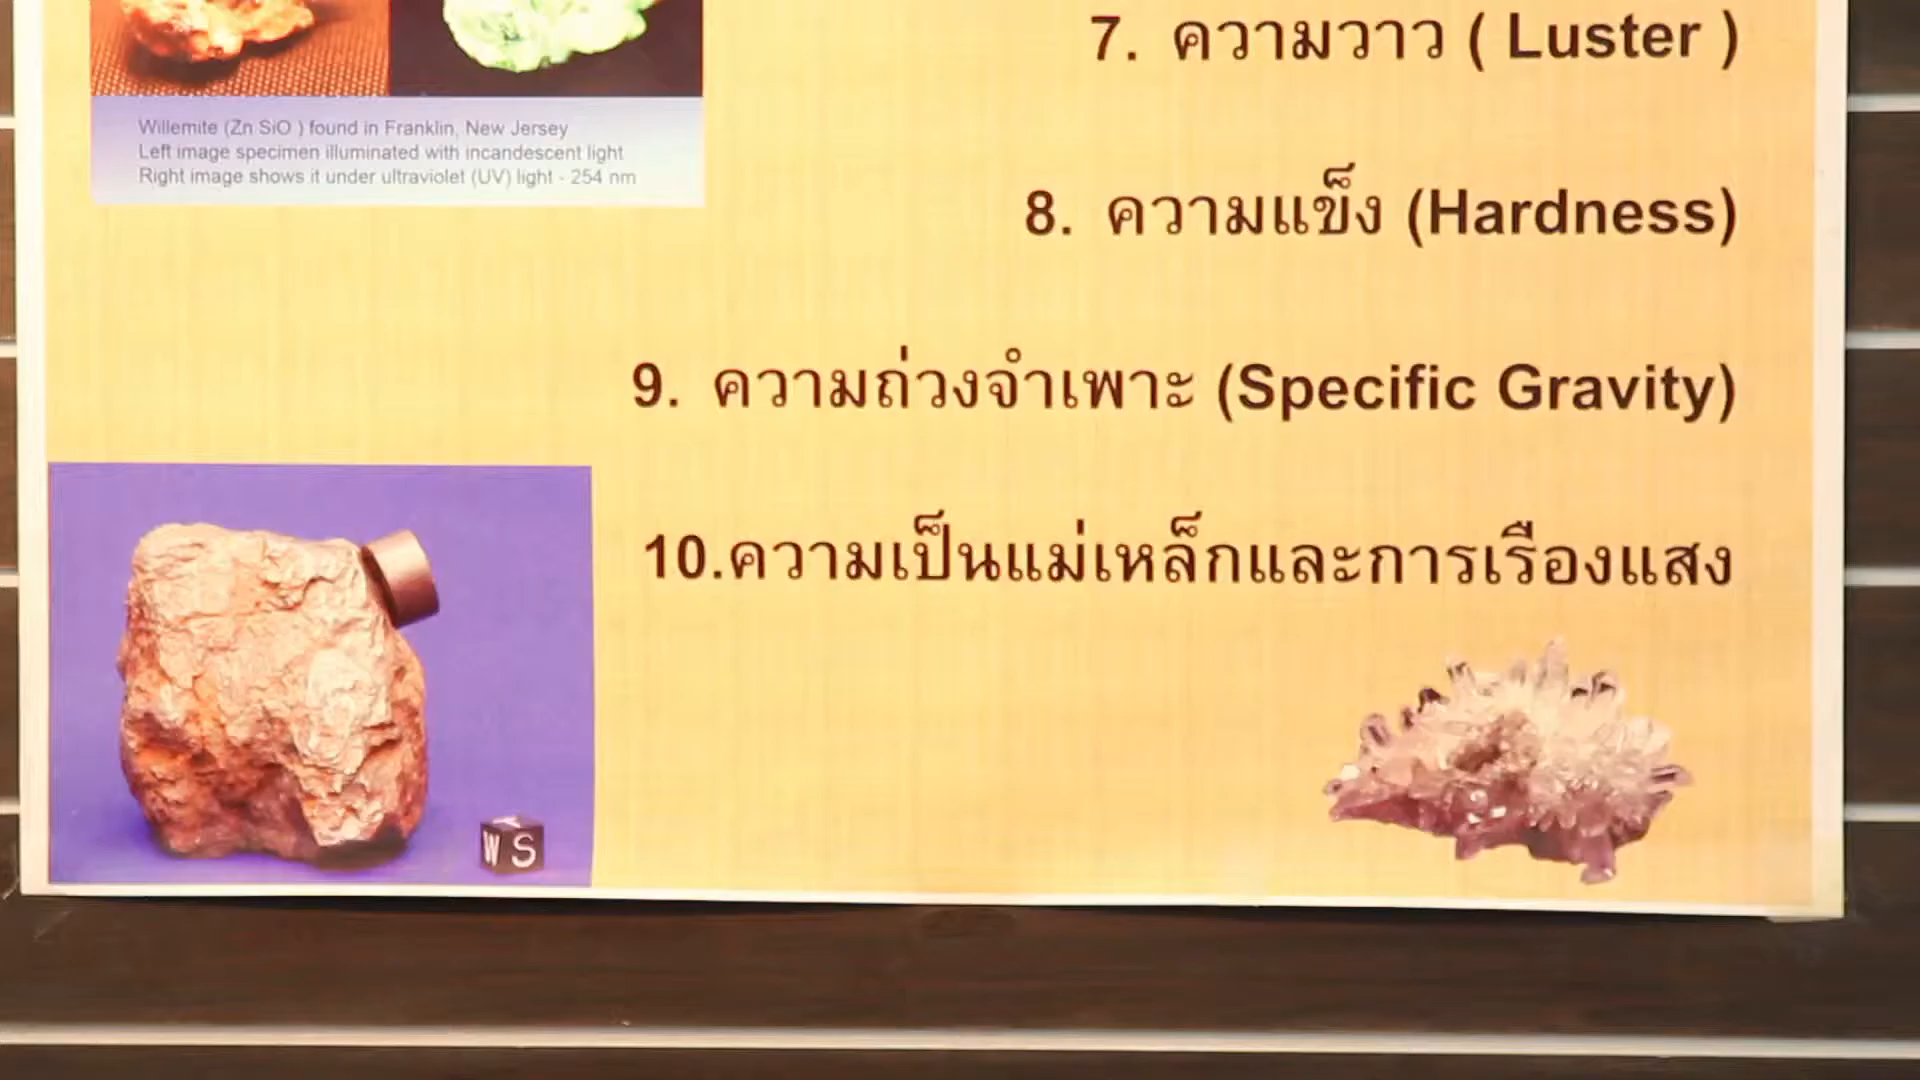 7. ความวาว ( Luster )
Willemite (Zn SiO ) found in Franklin, New Jersey
Left image specimen illuminated with incandescent light
Right image shows it under ultraviolet (UV) light - 254 nm
8. ความแข็ง (Hardness)
9. ความถ่วงจำเพาะ (Specific Gravity)
10.ความเป็นแม่เหล็กและการเรืองแสง
W S